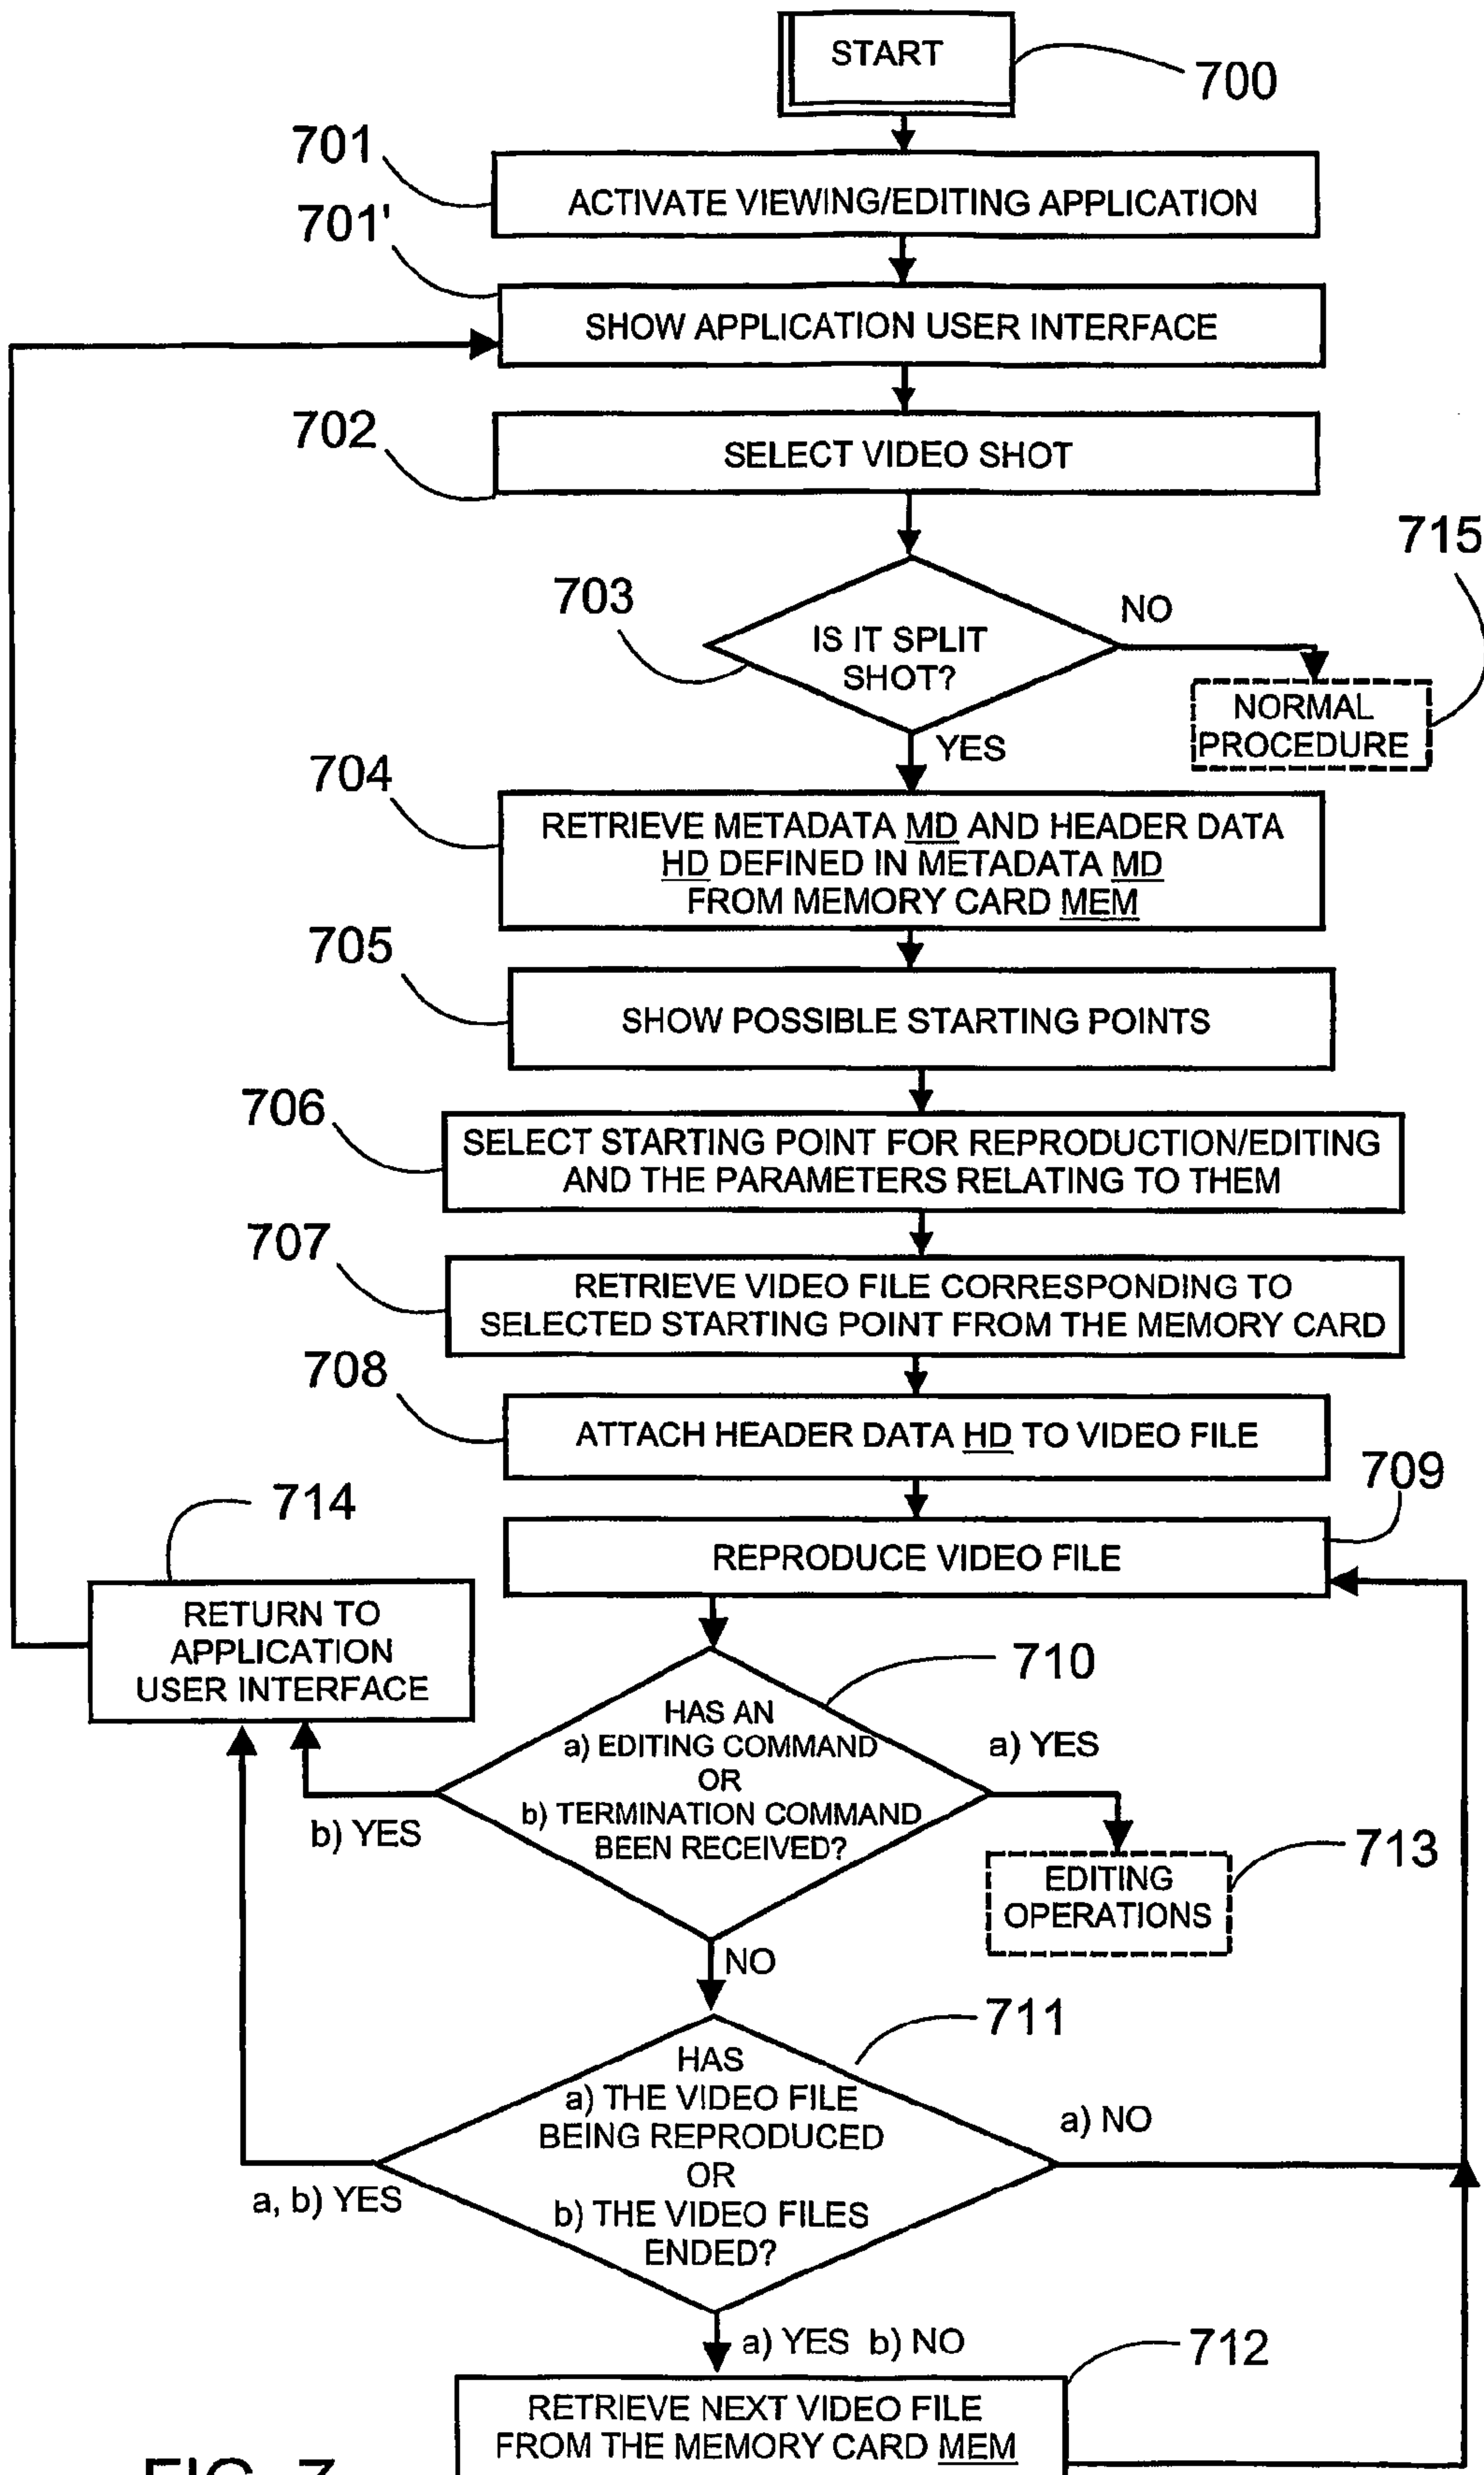 START
700
701
ACTIVATE VIEWING/EDITING APPLICATION
701'
SHOW APPLICATION USER INTERFACE
702
SELECT VIDEO SHOT
715
703
NO
IS IT SPLIT
SHOT?
NORMAL
PROCEDURE
YES
704
RETRIEVE METADATA MD AND HEADER DATA
HD DEFINED IN METADATA MD
FROM MEMORY CARD MEM
705
SHOW POSSIBLE STARTING POINTS
706
SELECT STARTING POINT FOR REPRODUCTION/EDITING
AND THE PARAMETERS RELATING TO THEM
707
RETRIEVE VIDEO FILE CORRESPONDING TO
SELECTED STARTING POINT FROM THE MEMORY CARD
708
ATTACH HEADER DATA HD TO VIDEO FILE
709
714
REPRODUCE VIDEO FILE
RETURN TO
APPLICATION
USER INTERFACE
710
HAS AN
a) EDITING COMMAND
OR
b) TERMINATION COMMAND
BEEN RECEIVED?
a) YES
b) YES
713
EDITING
OPERATIONS
NO
711
HAS
a) THE VIDEO FILE
BEING REPRODUCED
OR
b) THE VIDEO FILES
ENDED?
a) NO
a, b) YES
a) YES b) NO
712
RETRIEVE NEXT VIDEO FILE
FROM THE MEMORY CARD MEM
FIG. 7